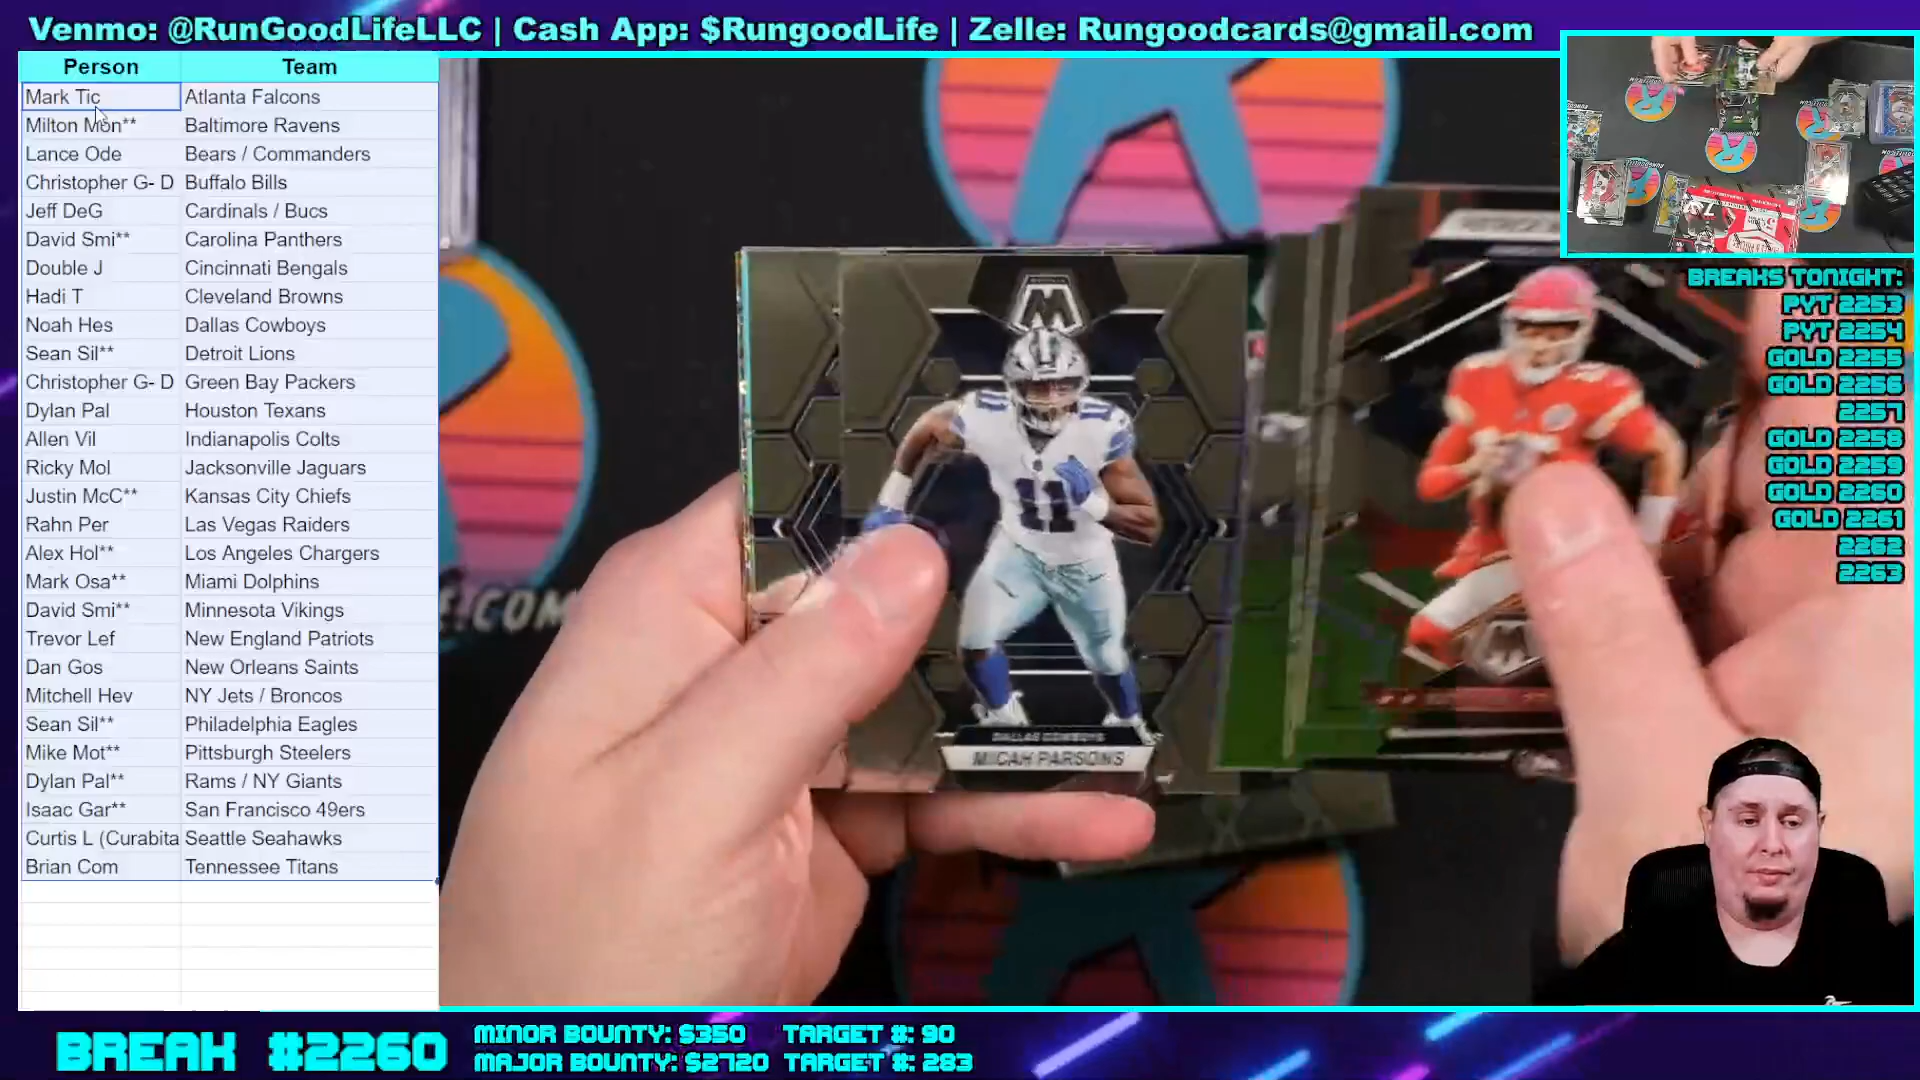 Venmo: @RunGoodLifeLLC | Cash App: $RungoodLife | Zelle: Rungoodcards@gmail.com
Person Team
Mark Tic Atlanta Falcons
Milton Mon** Baltimore Ravens
Lance Ode Bears / Commanders
Christopher G- D Buffalo Bills
Jeff DeG Cardinals / Bucs
David Smi** Carolina Panthers
Double J Cincinnati Bengals
Hadi T Cleveland Browns
Noah Hes Dallas Cowboys
Sean Sil** Detroit Lions
Christopher G- D Green Bay Packers
Dylan Pal Houston Texans
Allen Vil Indianapolis Colts
Ricky Mol Jacksonville Jaguars
Justin McC** Kansas City Chiefs
Rahn Per Las Vegas Raiders
Alex Hol** Los Angeles Chargers
Mark Osa** Miami Dolphins
David Smi** Minnesota Vikings
Trevor Lef New England Patriots
Dan Gos New Orleans Saints
Mitchell Hev NY Jets / Broncos
Sean Sil** Philadelphia Eagles
Mike Mot** Pittsburgh Steelers
Dylan Pal** Rams / NY Giants
Isaac Gar** San Francisco 49ers
Curtis L (Curabita Seattle Seahawks
Brian Com Tennessee Titans
11
DALLAS COWBOYS
MICAH PARSONS
.COM
BREAKS TONIGHT:
PYT 2253
PYT 2254
GOLD 2255
GOLD 2256
2257
GOLD 2258
GOLD 2259
GOLD 2260
GOLD 2261
2262
2263
BREAK #2260
MINOR BOUNTY: $350 TARGET #: 90
MAJOR BOUNTY: $2720 TARGET #: 283